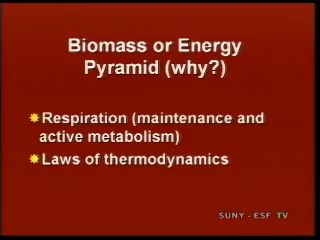 Biomass or Energy
Pyramid (why?)
Respiration (maintenance and
active metabolism)
Laws of thermodynamics
SUNY - ESF TV